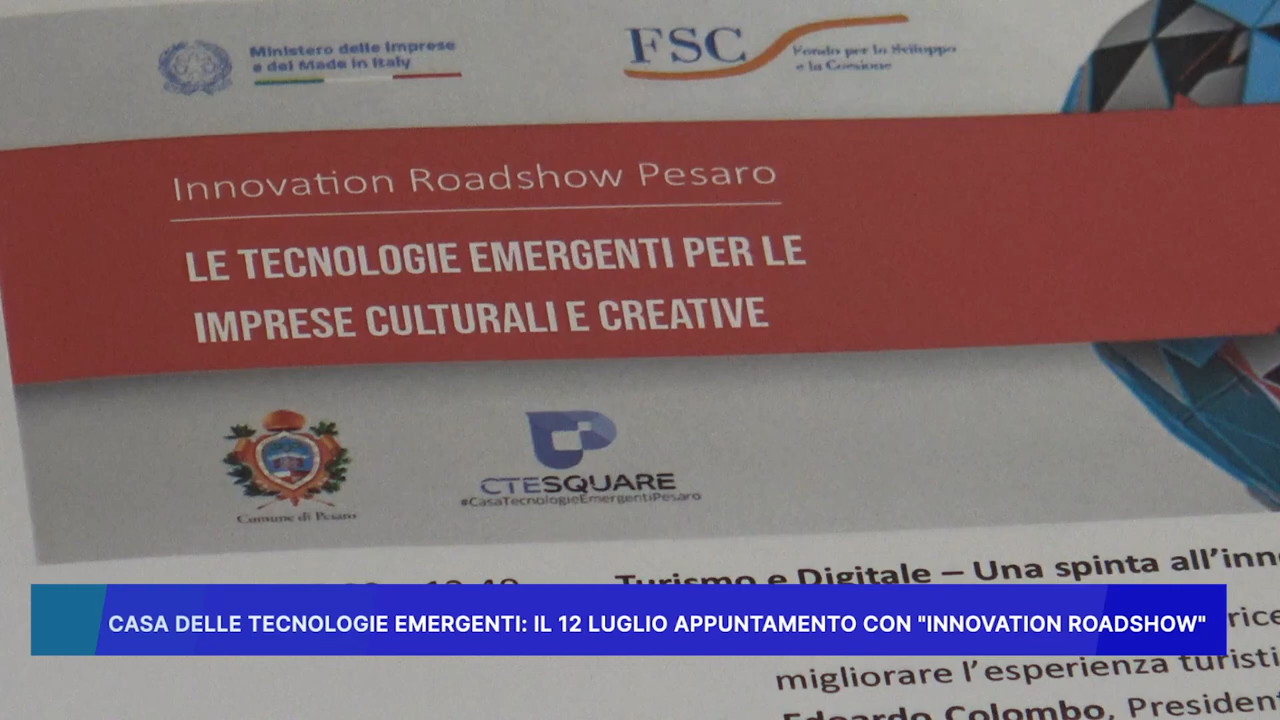 Ministero delle Imprese
e del Made in Italy
FSC
Fondo per lo Sviluppo
e la Coesione
Innovation Roadshow Pesaro
LE TECNOLOGIE EMERGENTI PER LE
IMPRESE CULTURALI E CREATIVE
Comune di Pesaro
CTESQUARE
#CasaTecnologieEmergentiPesaro
Turismo e Digitale – Una spinta all'inn
CASA DELLE TECNOLOGIE EMERGENTI: IL 12 LUGLIO APPUNTAMENTO CON "INNOVATION ROADSHOW"
rice
migliorare l'esperienza turisti
Edoardo Colombo, President